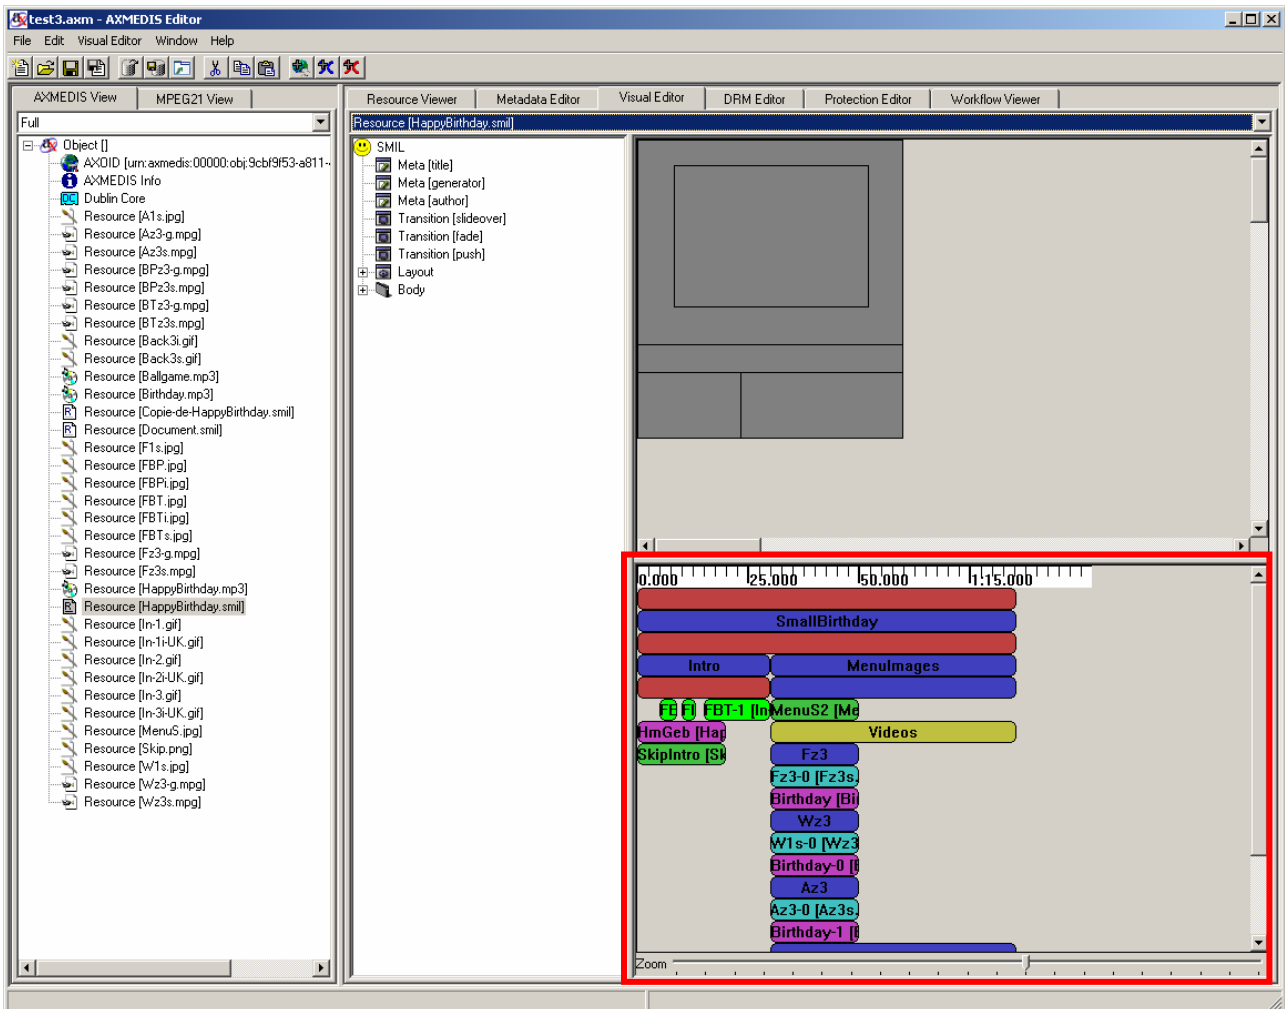 test3.axm - AXMEDIS Editor
File Edit Visual Editor Window Help
AXMEDIS View MPEG21 View
Full
Object []
AXOID [urn:axmedis:00000:obj:9cbf9f53-a811-
AXMEDIS Info
Dublin Core
Resource [A1s.jpg]
Resource [Az3-g.mpg]
Resource [Az3s.mpg]
Resource [BPz3-g.mpg]
Resource [BPz3s.mpg]
Resource [BTz3-g.mpg]
Resource [BTz3s.mpg]
Resource [Back3i.gif]
Resource [Back3s.gif]
Resource [Ballgame.mp3]
Resource [Birthday.mp3]
Resource [Copie-de-HappyBirthday.smil]
Resource [Document.smil]
Resource [F1s.jpg]
Resource [FBP.jpg]
Resource [FBPi.jpg]
Resource [FBT.jpg]
Resource [FBTi.jpg]
Resource [FBTs.jpg]
Resource [Fz3-g.mpg]
Resource [Fz3s.mpg]
Resource [HappyBirthday.mp3]
Resource [HappyBirthday.smil]
Resource [In-1.gif]
Resource [In-1i-UK.gif]
Resource [In-2.gif]
Resource [In-2i-UK.gif]
Resource [In-3.gif]
Resource [In-3i-UK.gif]
Resource [MenuS.jpg]
Resource [Skip.png]
Resource [W1s.jpg]
Resource [Wz3-g.mpg]
Resource [Wz3s.mpg]
Resource Viewer Metadata Editor Visual Editor DRM Editor Protection Editor Workflow Viewer
Resource [HappyBirthday.smil]
SMIL
Meta [title]
Meta [generator]
Meta [author]
Transition [slideover]
Transition [fade]
Transition [push]
Layout
Body
0.000 25.000 50.000 1:15.000
SmallBirthday
Intro MenuImages
FBT-1 [In MenuS2 [Me
HmGeb [Hap Videos
SkipIntro [Sk Fz3
Fz3-0 [Fz3s.
Birthday [Bi
Wz3
W1s-0 [Wz3
Birthday-0 [
Az3
Az3-0 [Az3s.
Birthday-1 [
Zoom